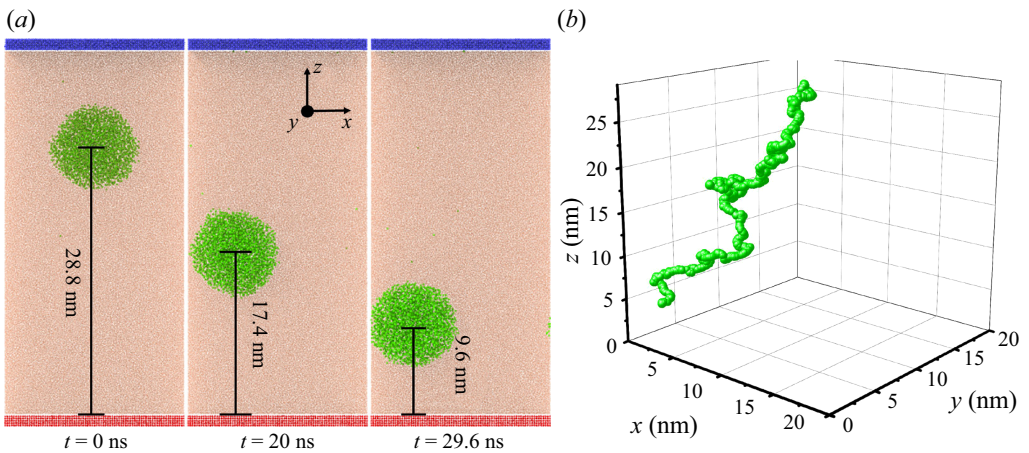 (a)
z
y
x
28.8 nm
17.4 nm
9.6 nm
t = 0 ns
t = 20 ns
t = 29.6 ns
(b)
25
20
15
10
5
0
z (nm)
5
10
15
20
x (nm)
0
5
10
15
20
y (nm)